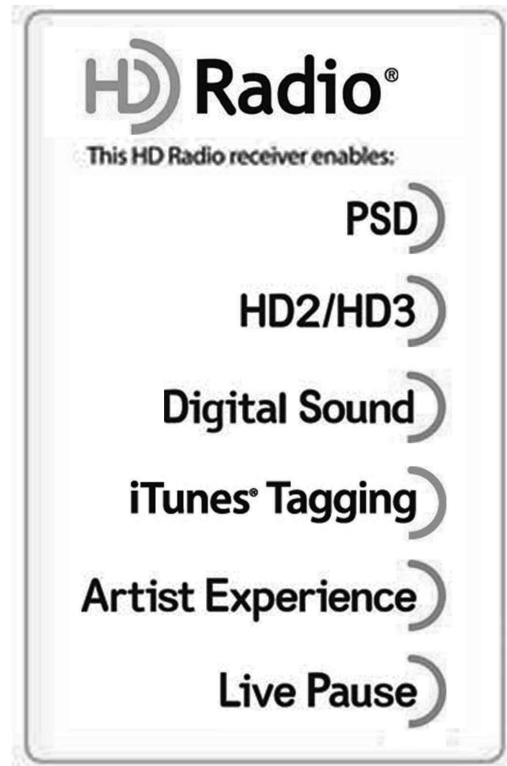 HD Radio®
This HD Radio receiver enables:
PSD
HD2/HD3
Digital Sound
iTunes® Tagging
Artist Experience
Live Pause